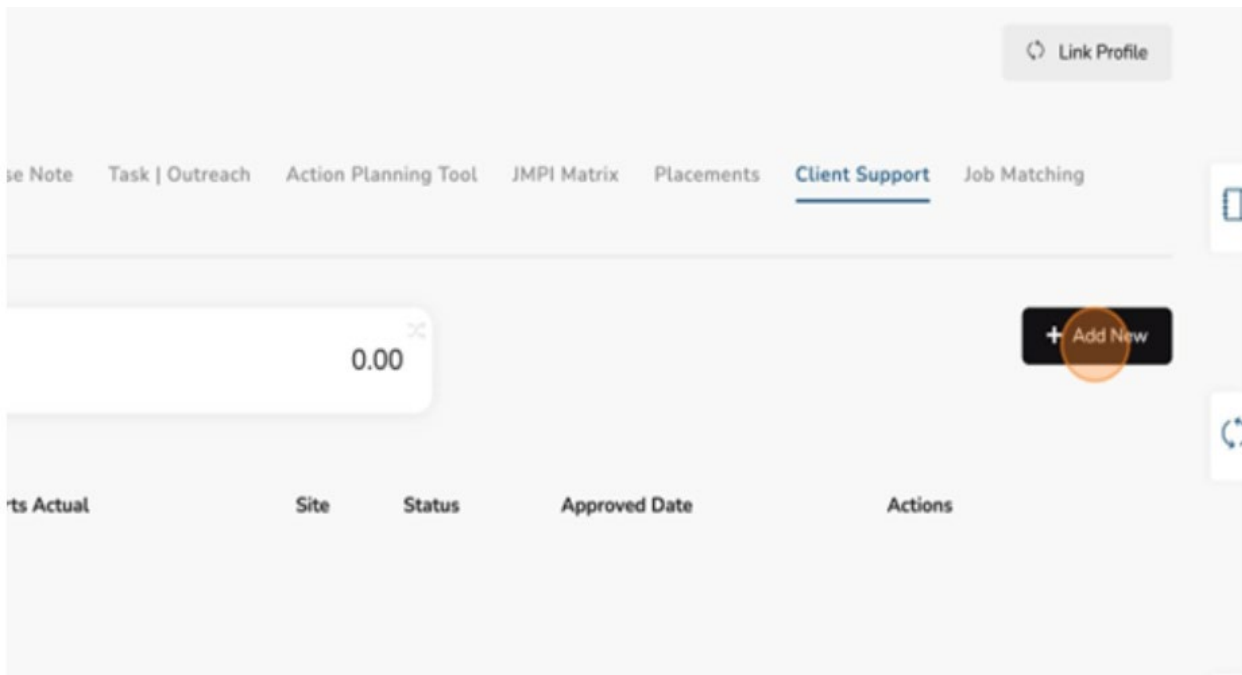 Link Profile
se Note Task | Outreach Action Planning Tool JMPI Matrix Placements Client Support Job Matching
0.00
+ Add New
rts Actual Site Status Approved Date Actions